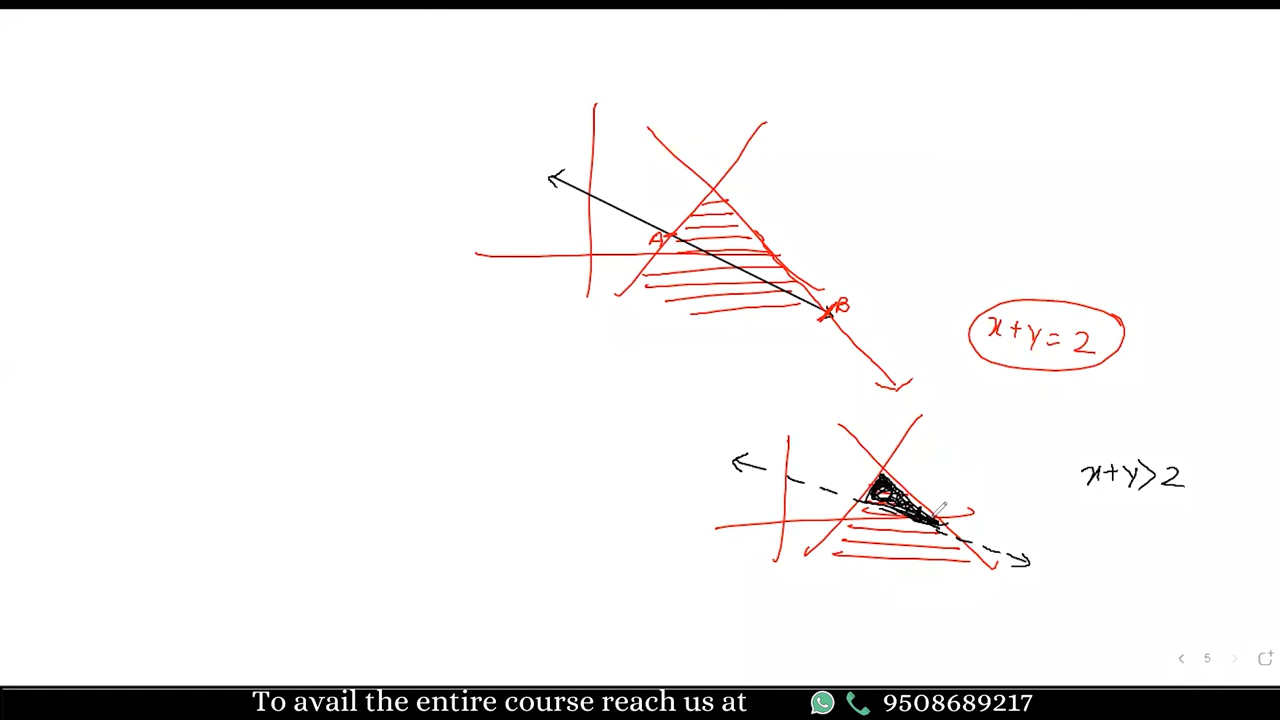 A
B
x+y=2
x+y>2
5
To avail the entire course reach us at 9508689217